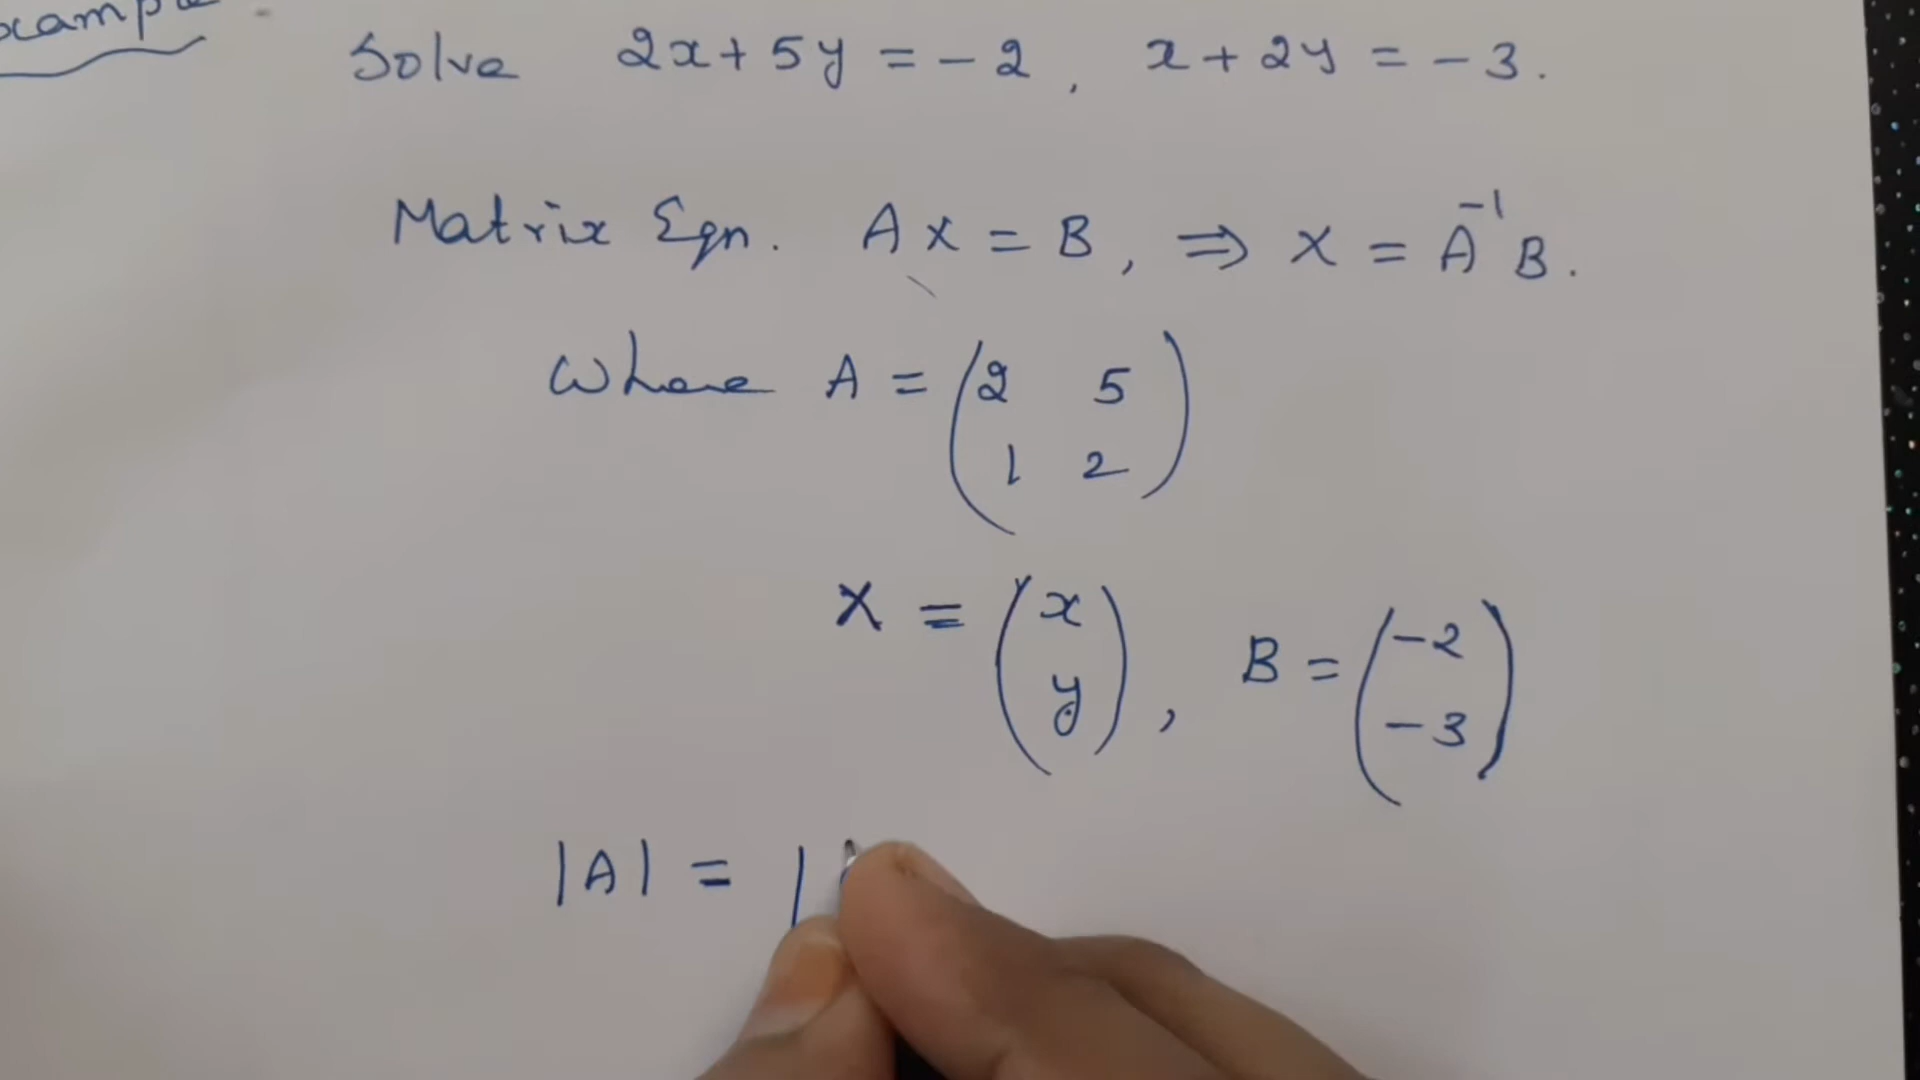 Solve 2x + 5y = -2, x + 2y = -3.
Matrix Eqn. AX = B, ⇒ X = A⁻¹B.
Where A = (2 5
1 2)
X = (x
y), B = (-2
-3)
|A| = |